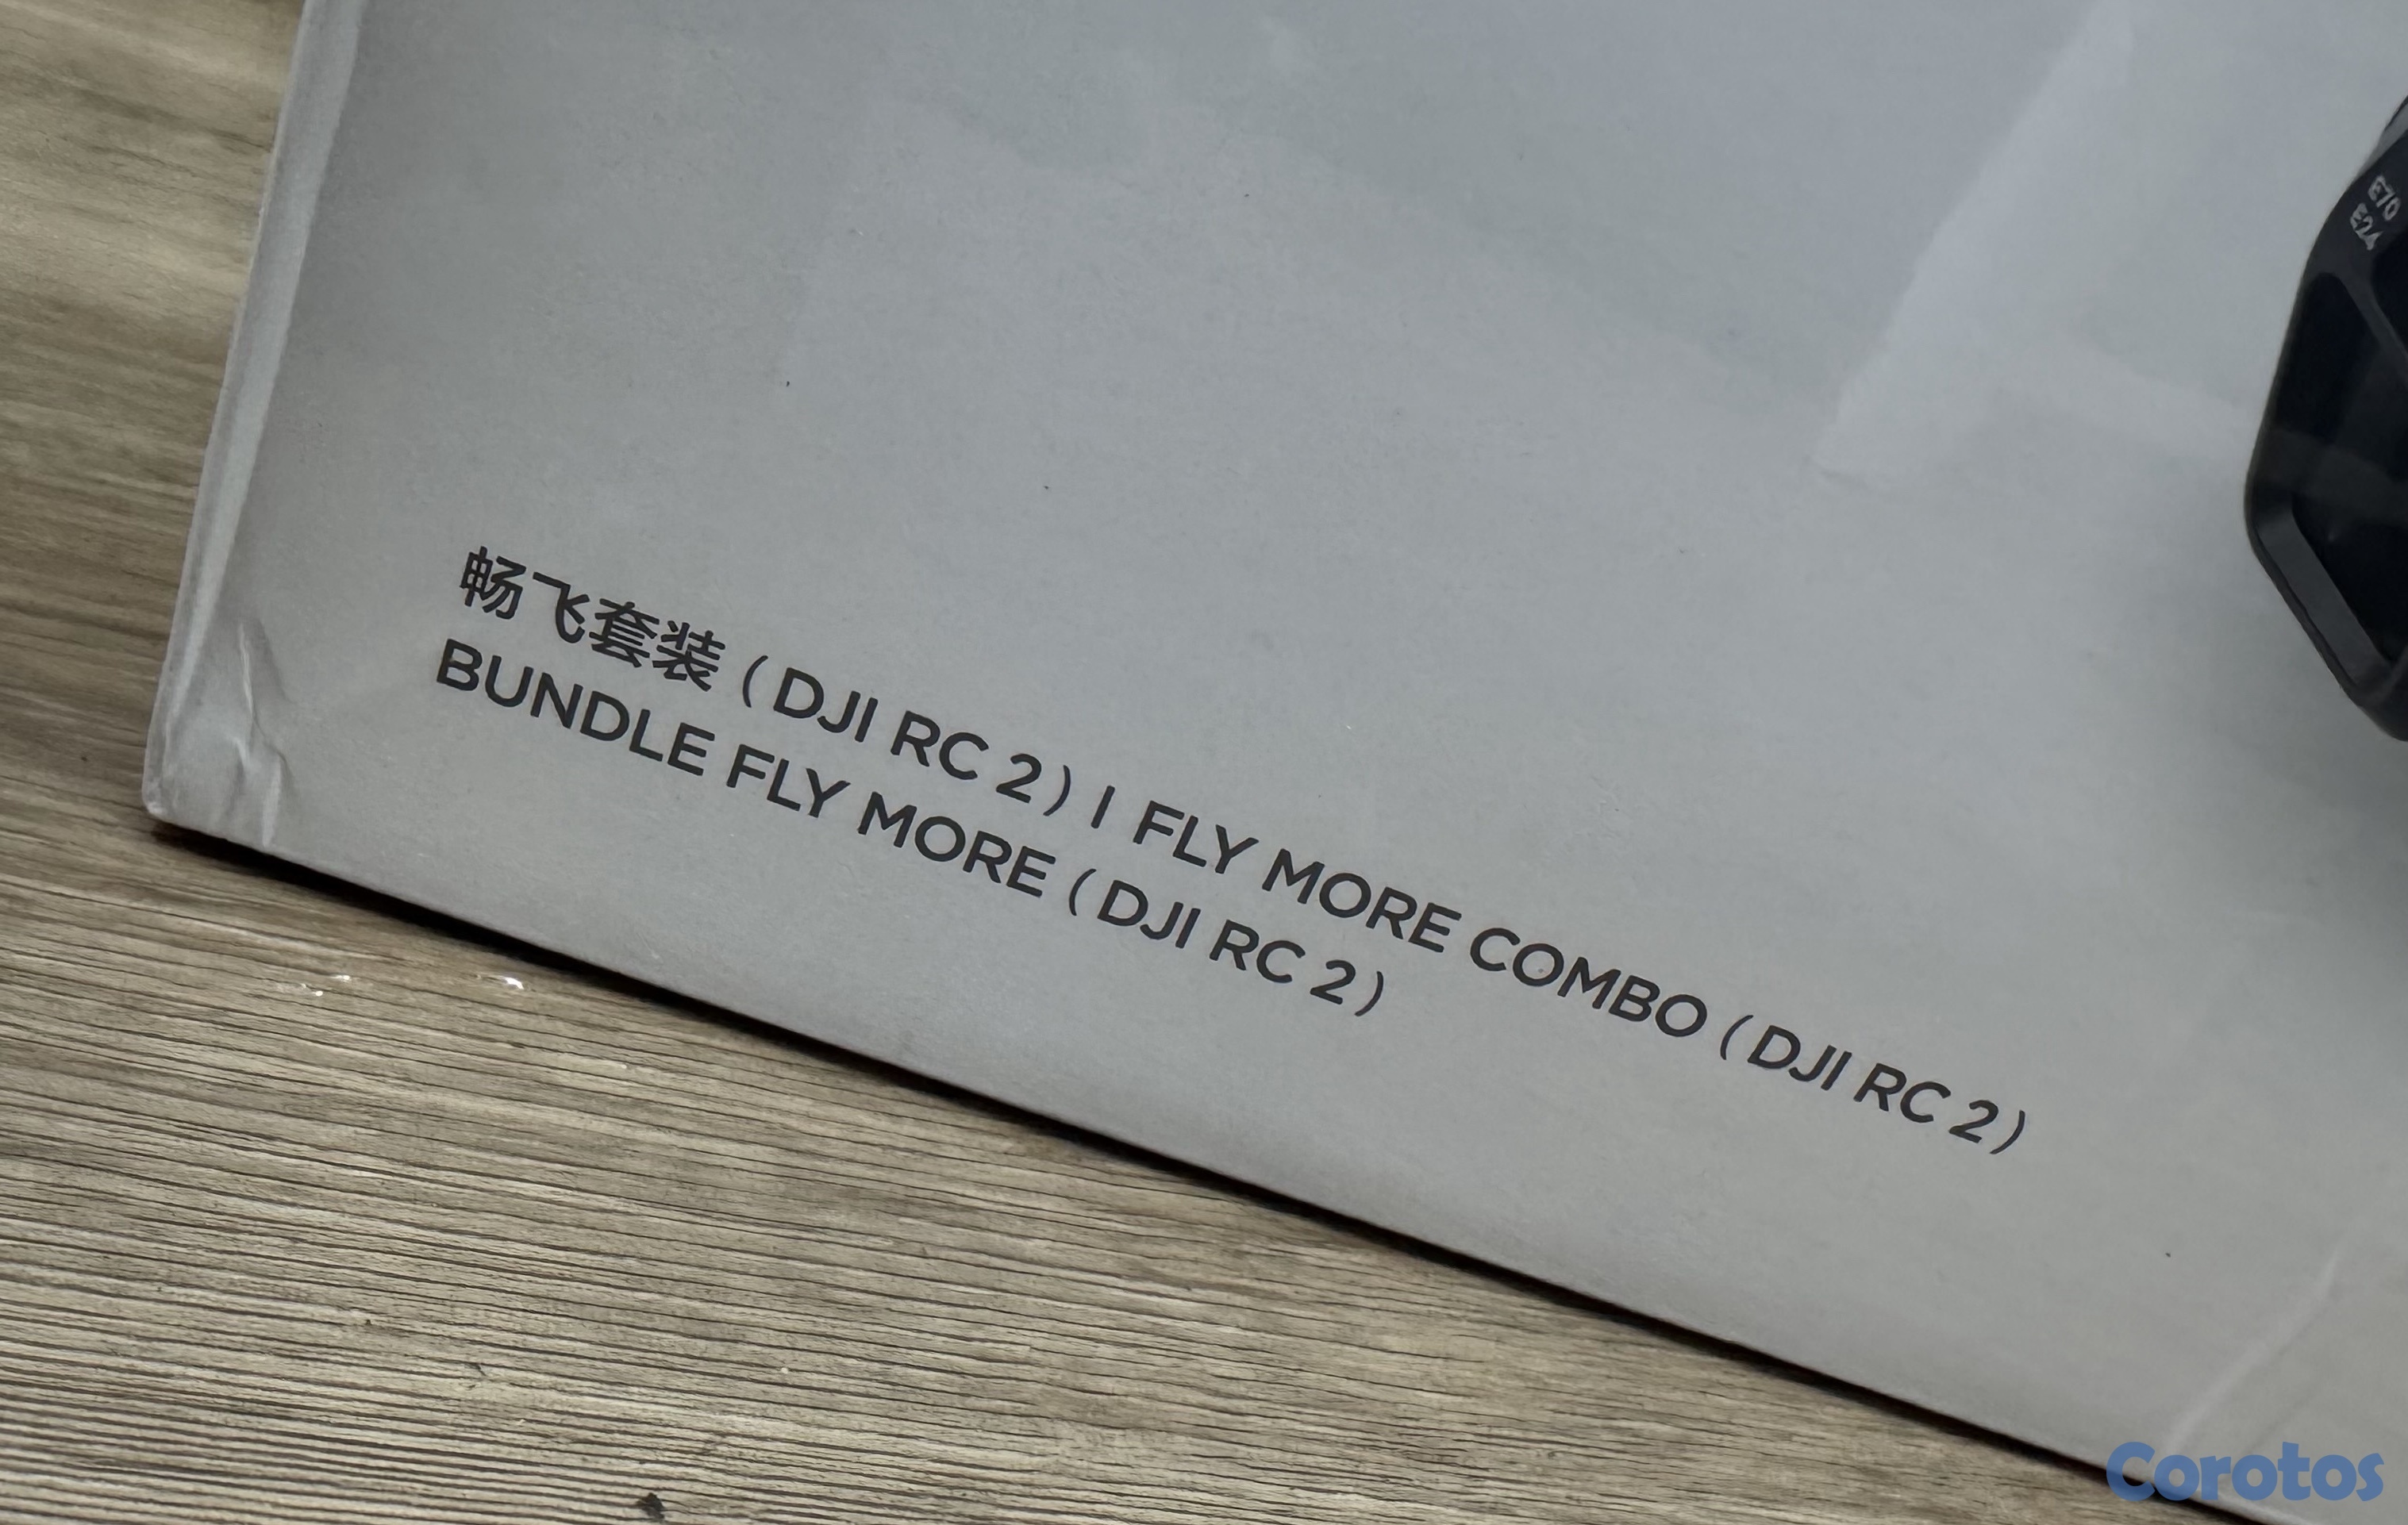 畅飞套装（DJI RC 2）| FLY MORE COMBO（DJI RC 2）
BUNDLE FLY MORE（DJI RC 2）
E70
E24
Corotos